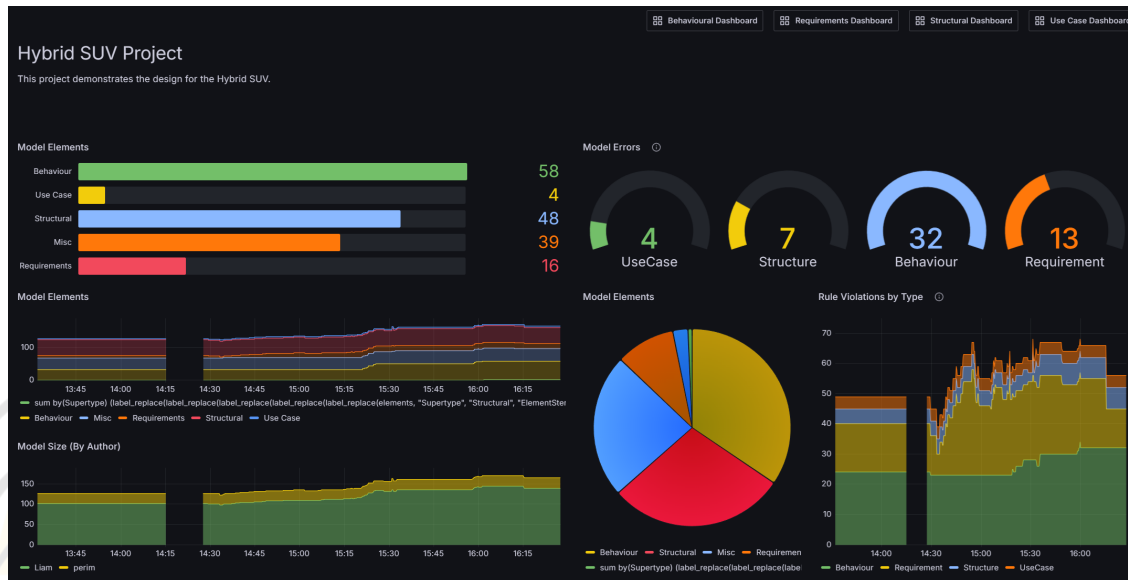 Behavioural Dashboard Requirements Dashboard Structural Dashboard Use Case Dashboard
Hybrid SUV Project
This project demonstrates the design for the Hybrid SUV.
Model Elements
Behaviour 58
Use Case 4
Structural 48
Misc 39
Requirements 16
Model Errors
4 7 32 13
UseCase Structure Behaviour Requirement
Model Elements
100
0
13:45 14:00 14:15 14:30 14:45 15:00 15:15 15:30 15:45 16:00 16:15
sum by(Supertype) (label_replace(label_replace(label_replace(label_replace(label_replace(elements, "Supertype", "Structural", "ElementSter
Behaviour Misc Requirements Structural Use Case
Model Size (By Author)
150
100
50
0
13:45 14:00 14:15 14:30 14:45 15:00 15:15 15:30 15:45 16:00 16:15
Liam perim
Model Elements
Behaviour Structural Misc Requiremen
sum by(Supertype) (label_replace(label_replace(label_replace(label
Rule Violations by Type
70
60
50
40
30
20
10
0
14:00 14:30 15:00 15:30 16:00
Behaviour Requirement Structure UseCase